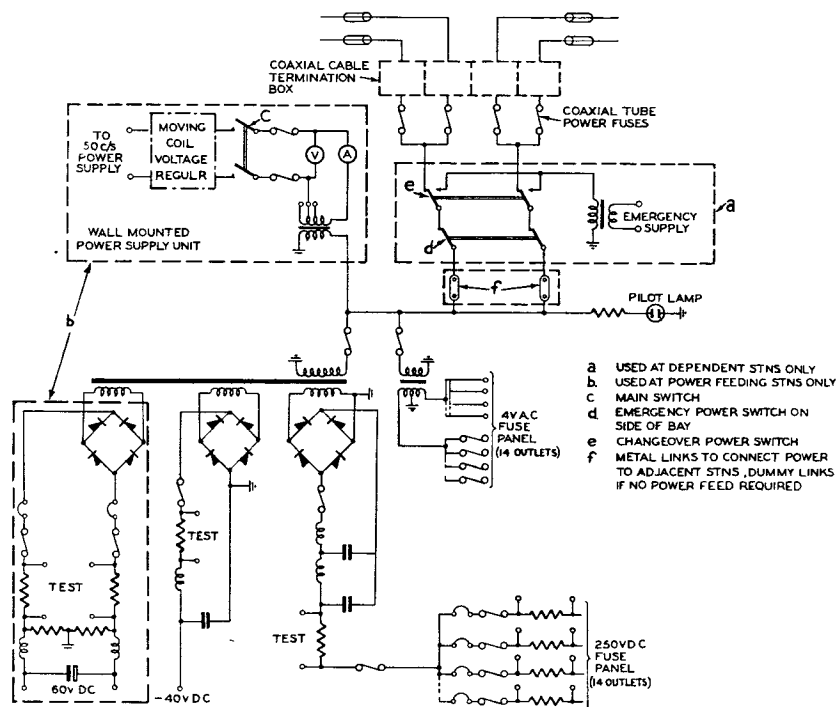 COAXIAL CABLE
TERMINATION
BOX
COAXIAL TUBE
POWER FUSES
C
TO
50 c/s
POWER
SUPPLY
MOVING
COIL
VOLTAGE
REGULR
V
A
WALL MOUNTED
POWER SUPPLY UNIT
e
d
EMERGENCY
SUPPLY
a
f
PILOT LAMP
b
4V A.C
FUSE
PANEL
(14 OUTLETS)
a USED AT DEPENDENT STNS ONLY
b. USED AT POWER FEEDING STNS ONLY
c MAIN SWITCH
d EMERGENCY POWER SWITCH ON
SIDE OF BAY
e CHANGEOVER POWER SWITCH
f METAL LINKS TO CONNECT POWER
TO ADJACENT STNS, DUMMY LINKS
IF NO POWER FEED REQUIRED
TEST
TEST
TEST
60V DC
-40V DC
250V DC
FUSE
PANEL
(14 OUTLETS)